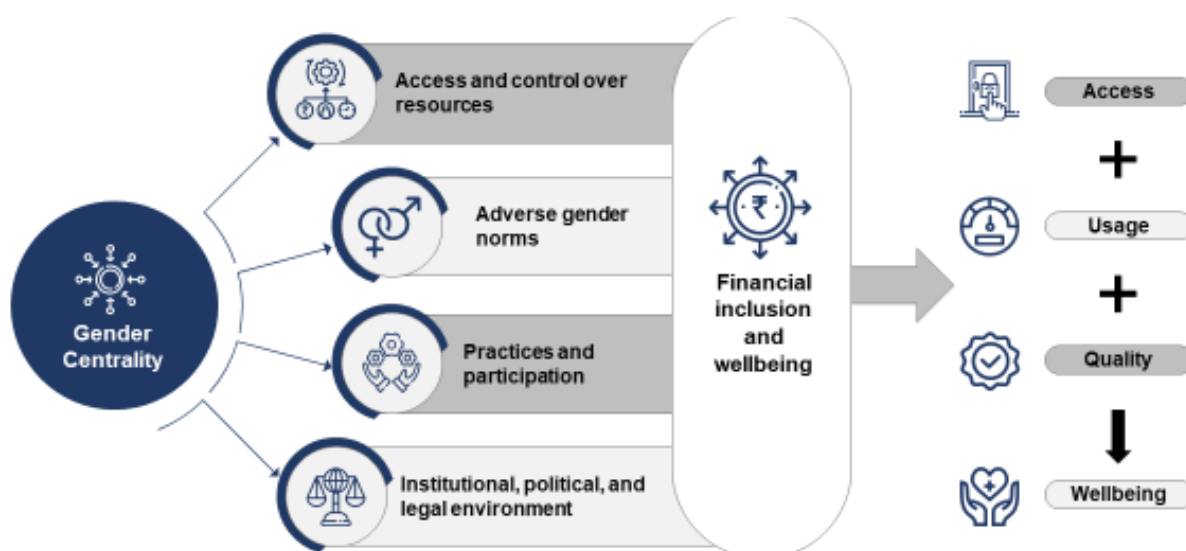 Gender
Centrality
Access and control over
resources
Adverse gender
norms
Practices and
participation
Institutional, political, and
legal environment
₹
Financial
inclusion
and
wellbeing
Access
+
Usage
+
Quality
Wellbeing